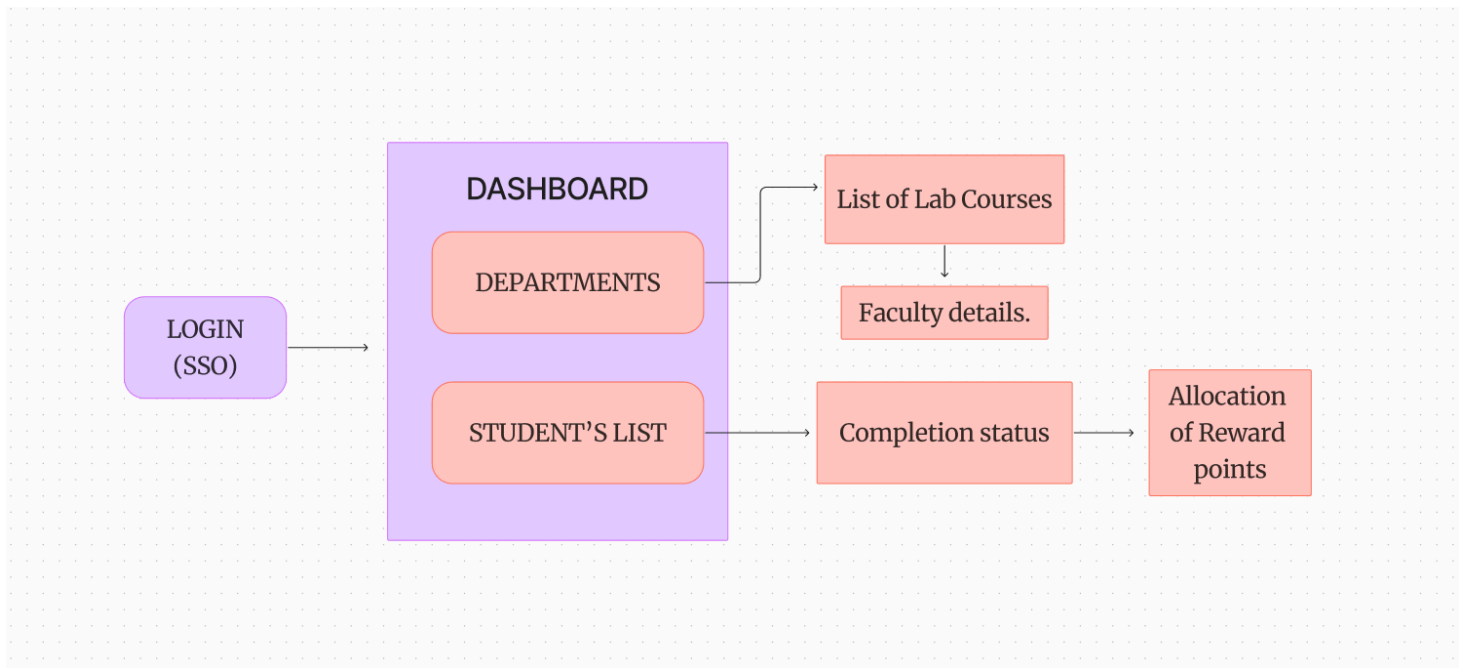 LOGIN
(SSO)
DASHBOARD
DEPARTMENTS
STUDENT’S LIST
List of Lab Courses
Faculty details.
Completion status
Allocation
of Reward
points